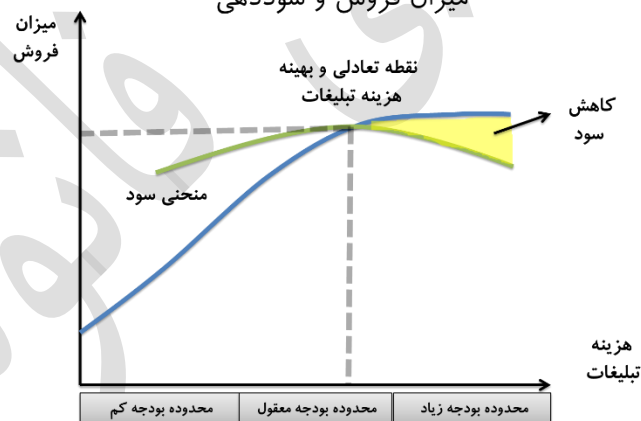 میزان فروش و سوددهی
میزان
فروش
نقطه تعادلی و بهینه
هزینه تبلیغات
کاهش
سود
منحنی سود
هزینه
تبلیغات
محدوده بودجه کم
محدوده بودجه معقول
محدوده بودجه زیاد